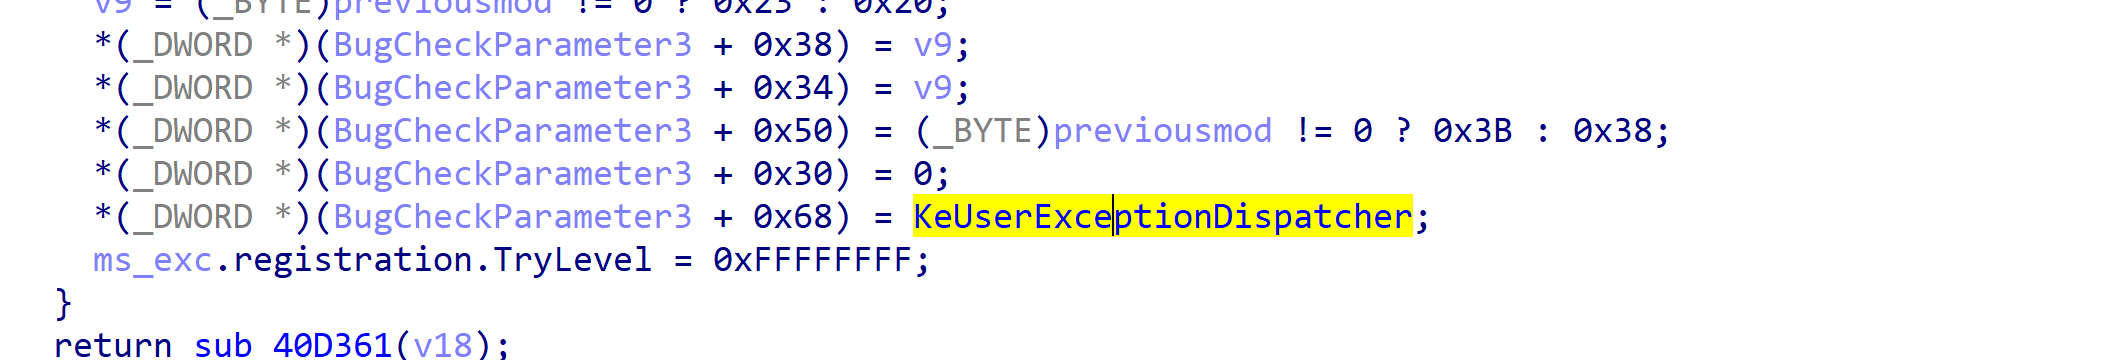 v9 = (_BYTE)previousmod != 0 ? 0x23 : 0x20;
*(_DWORD *)(BugCheckParameter3 + 0x38) = v9;
*(_DWORD *)(BugCheckParameter3 + 0x34) = v9;
*(_DWORD *)(BugCheckParameter3 + 0x50) = (_BYTE)previousmod != 0 ? 0x3B : 0x38;
*(_DWORD *)(BugCheckParameter3 + 0x30) = 0;
*(_DWORD *)(BugCheckParameter3 + 0x68) = KeUserExceptionDispatcher;
ms_exc.registration.TryLevel = 0xFFFFFFFF;
}
return sub_40D361(v18);